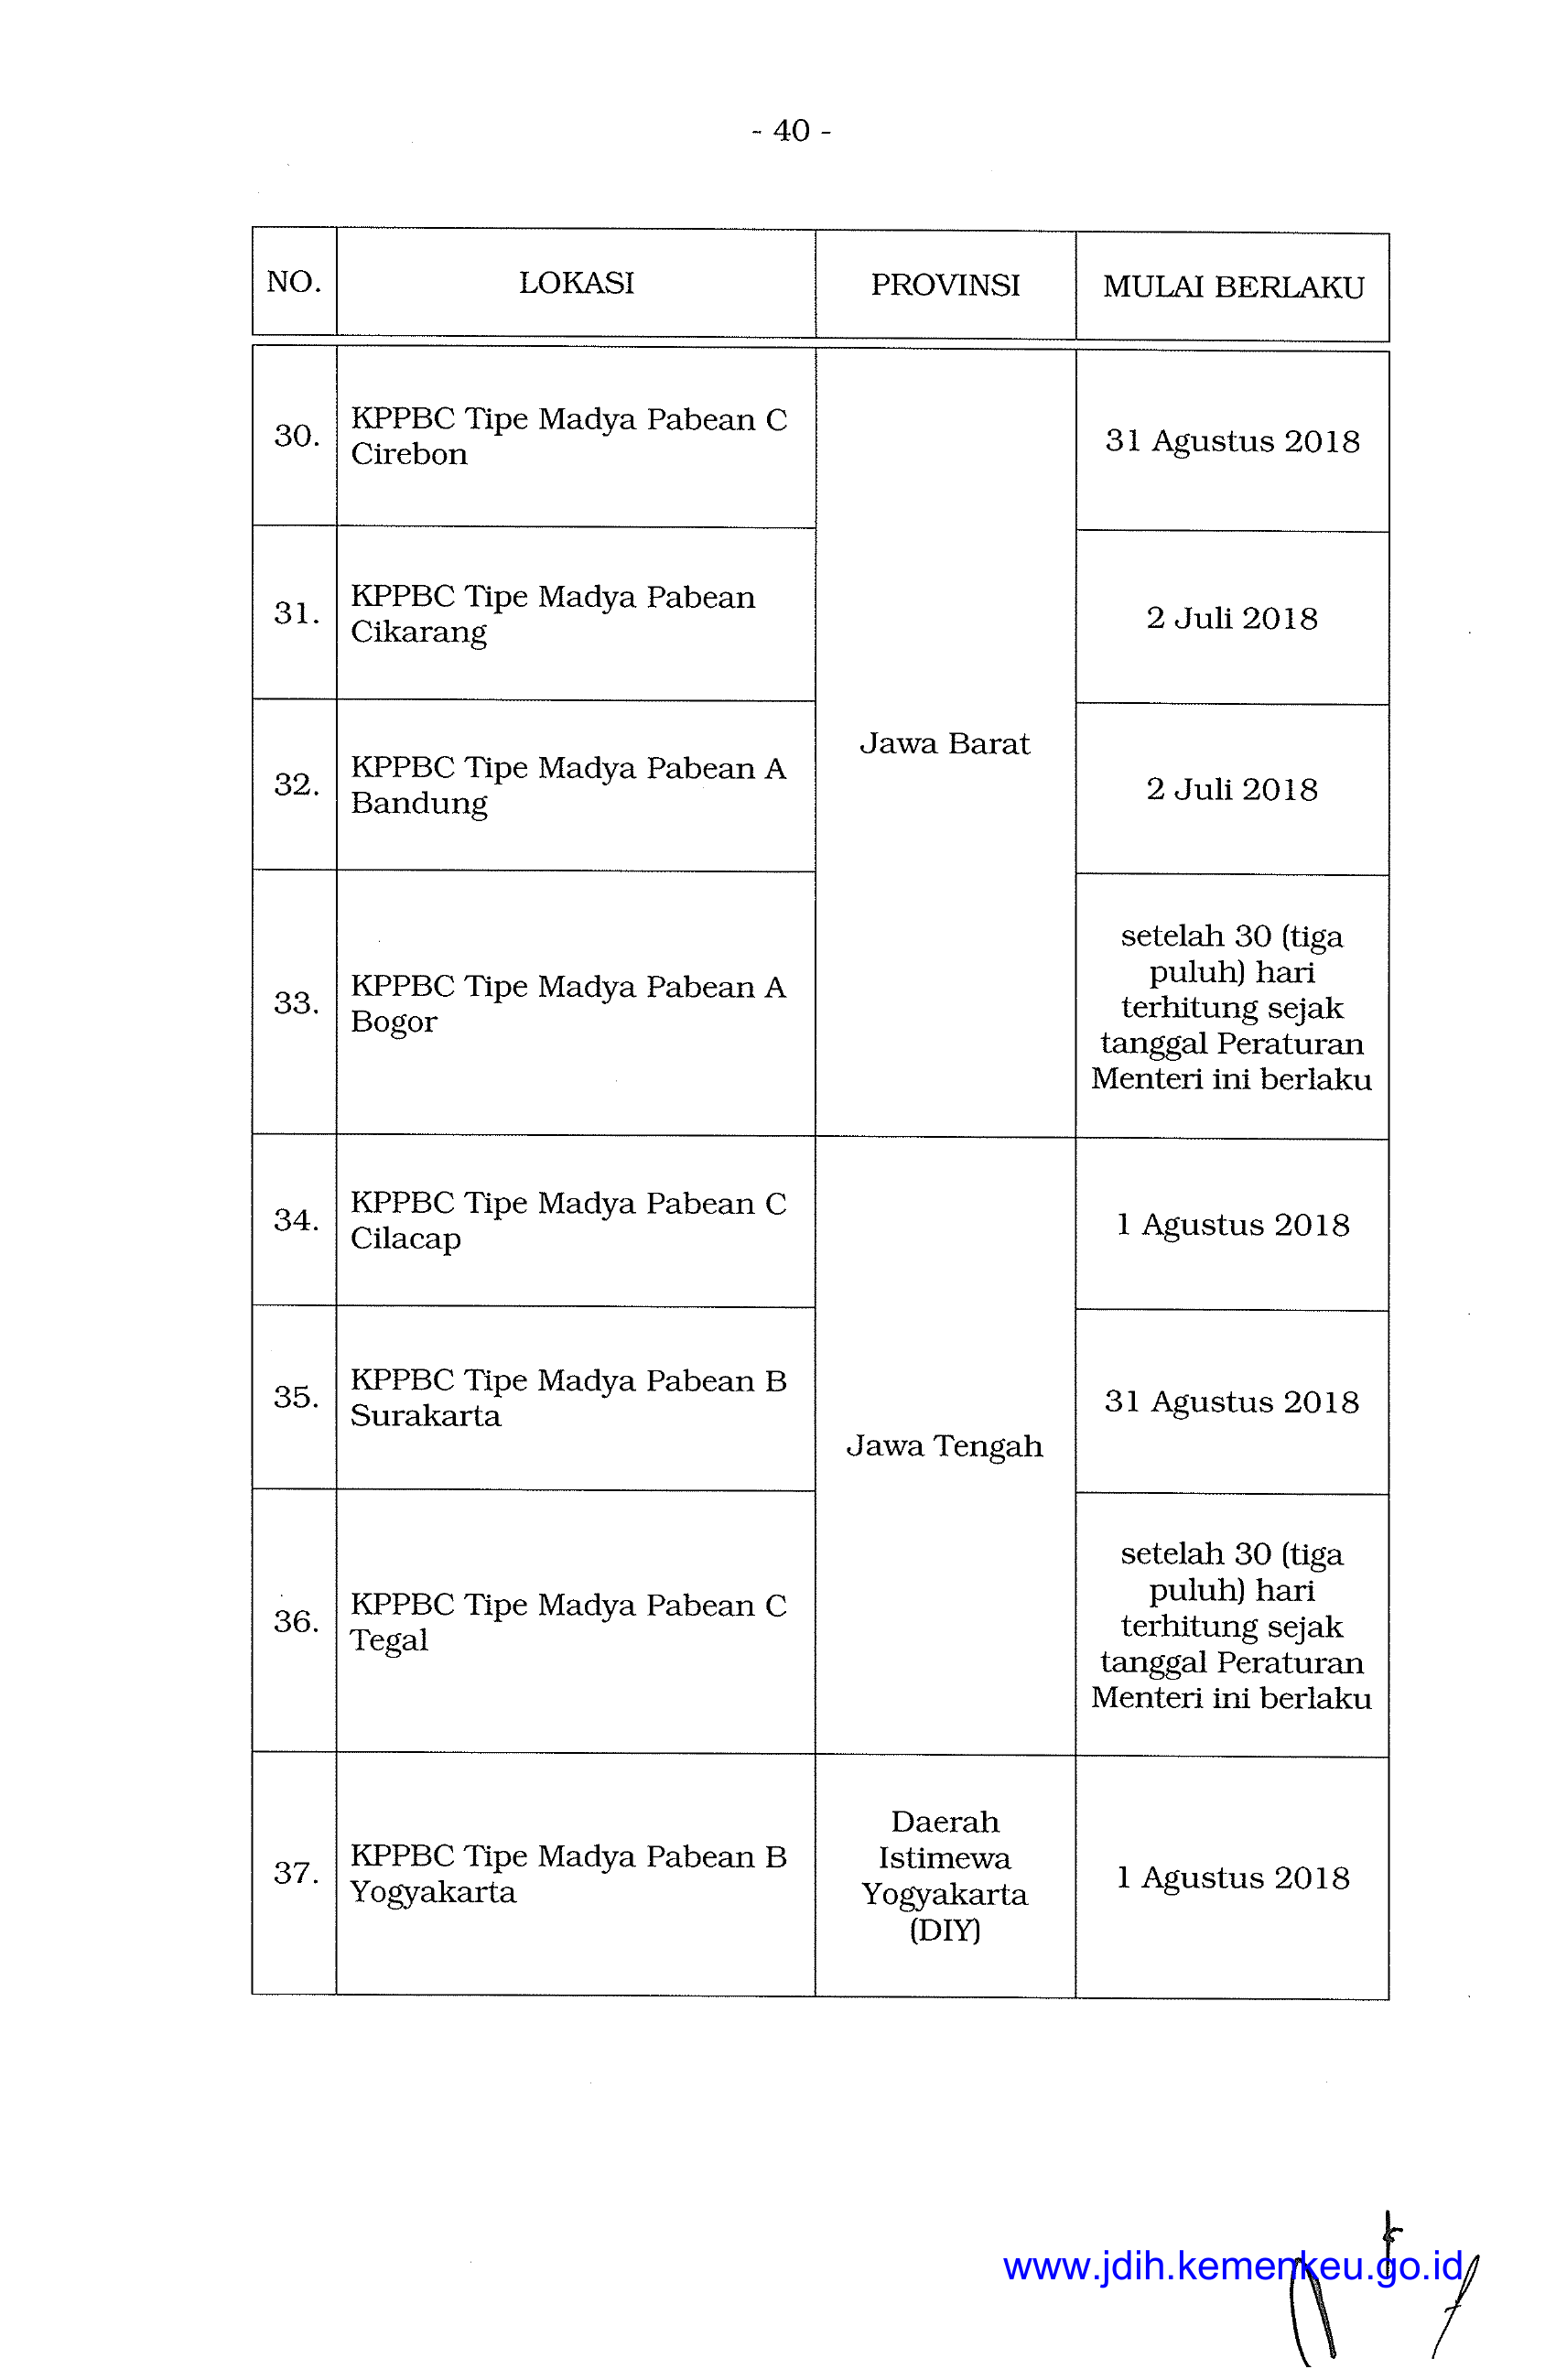 - 40 -
NO.
LOKASI
PROVINSI
MULAI BERLAKU
30.
KPPBC Tipe Madya Pabean C
Cirebon
Jawa Barat
31 Agustus 2018
31.
KPPBC Tipe Madya Pabean
Cikarang
2 Juli 2018
32.
KPPBC Tipe Madya Pabean A
Bandung
2 Juli 2018
33.
KPPBC Tipe Madya Pabean A
Bogor
setelah 30 (tiga
puluh) hari
terhitung sejak
tanggal Peraturan
Menteri ini berlaku
34.
KPPBC Tipe Madya Pabean C
Cilacap
Jawa Tengah
1 Agustus 2018
35.
KPPBC Tipe Madya Pabean B
Surakarta
31 Agustus 2018
36.
KPPBC Tipe Madya Pabean C
Tegal
setelah 30 (tiga
puluh) hari
terhitung sejak
tanggal Peraturan
Menteri ini berlaku
37.
KPPBC Tipe Madya Pabean B
Yogyakarta
Daerah
Istimewa
Yogyakarta
(DIY)
1 Agustus 2018
www.jdih.kemenkeu.go.id